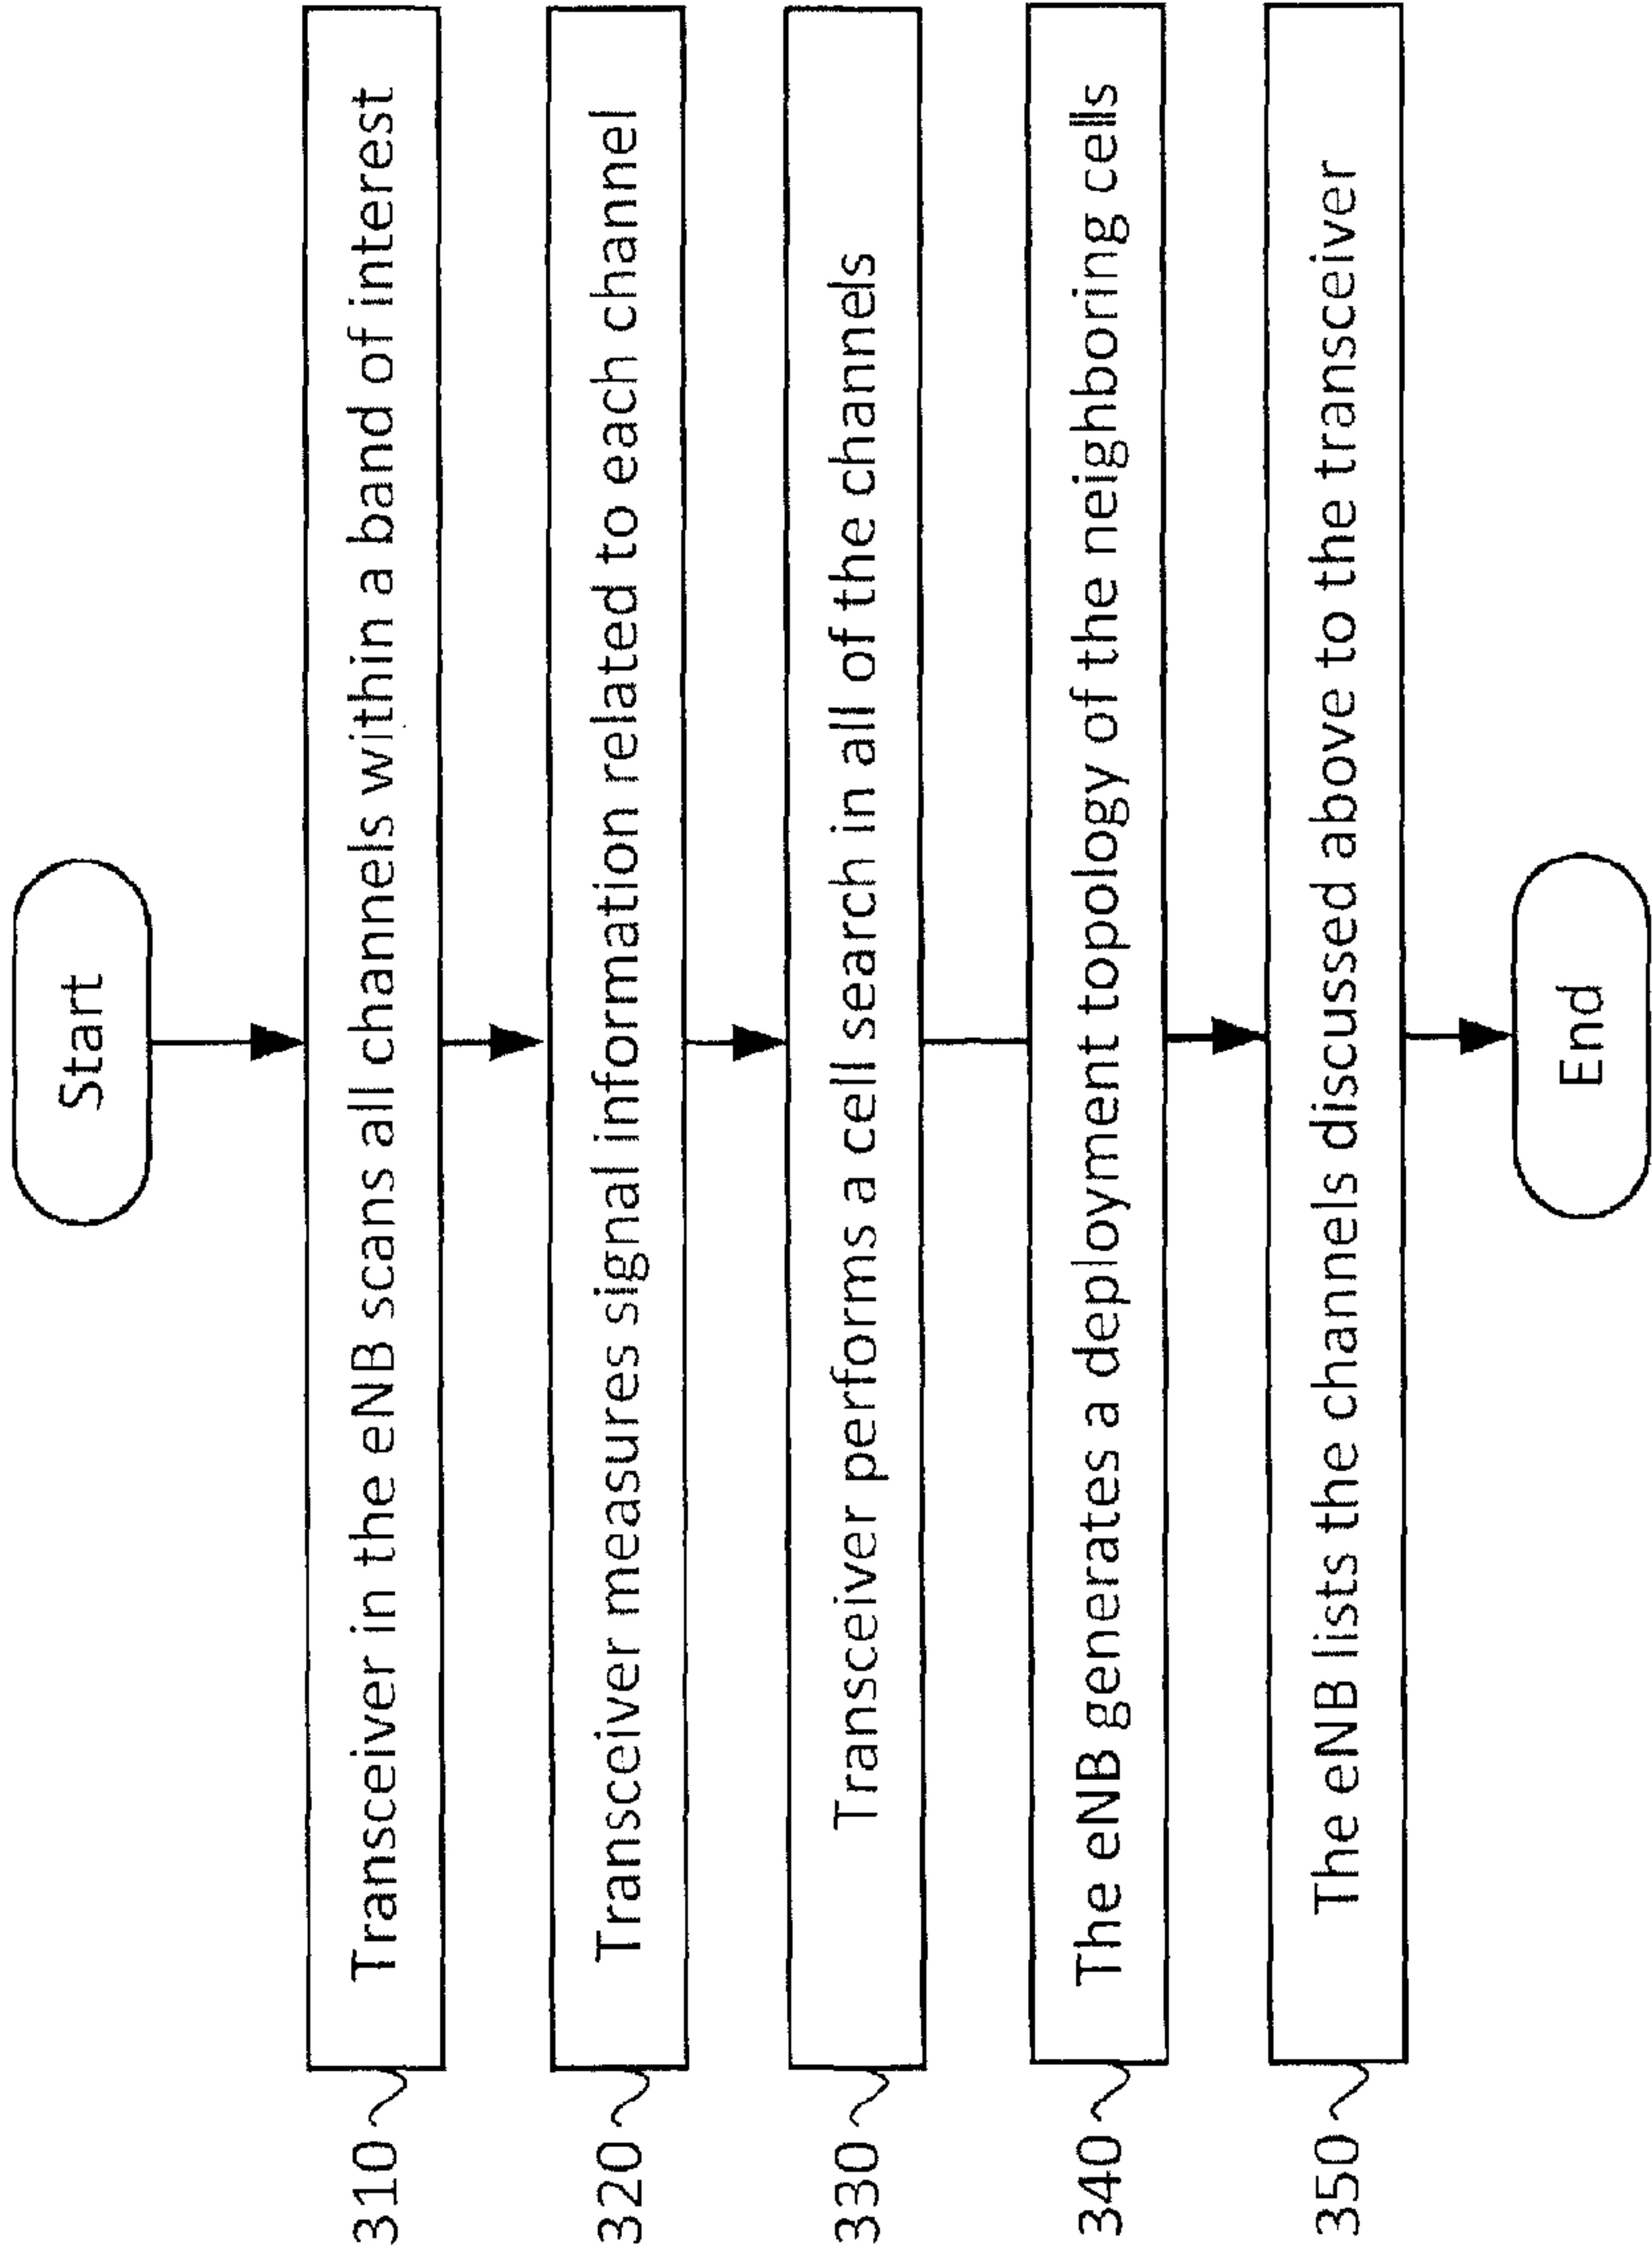 Start
310 Transceiver in the eNB scans all channels within a band of interest
320 Transceiver measures signal information related to each channel
330 Transceiver performs a cell search in all of the channels
340 The eNB generates a deployment topology of the neighboring cells
350 The eNB lists the channels discussed above to the transceiver
End